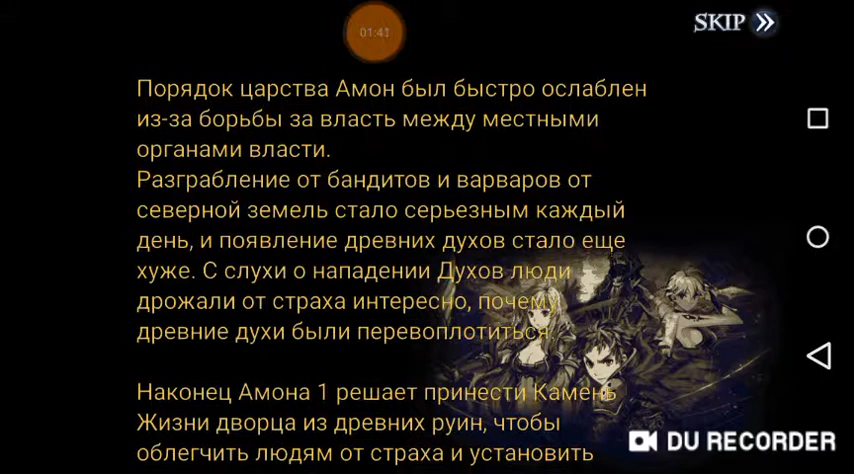 01:41
SKIP
Порядок царства Амон был быстро ослаблен
из-за борьбы за власть между местными
органами власти.
Разграбление от бандитов и варваров от
северной земель стало серьезным каждый
день, и появление древних духов стало еще
хуже. С слухи о нападении Духов люди
дрожали от страха интересно, почему
древние духи были перевоплотиться.
Наконец Амона 1 решает принести Камень
Жизни дворца из древних руин, чтобы
облегчить людям от страха и установить
DU RECORDER